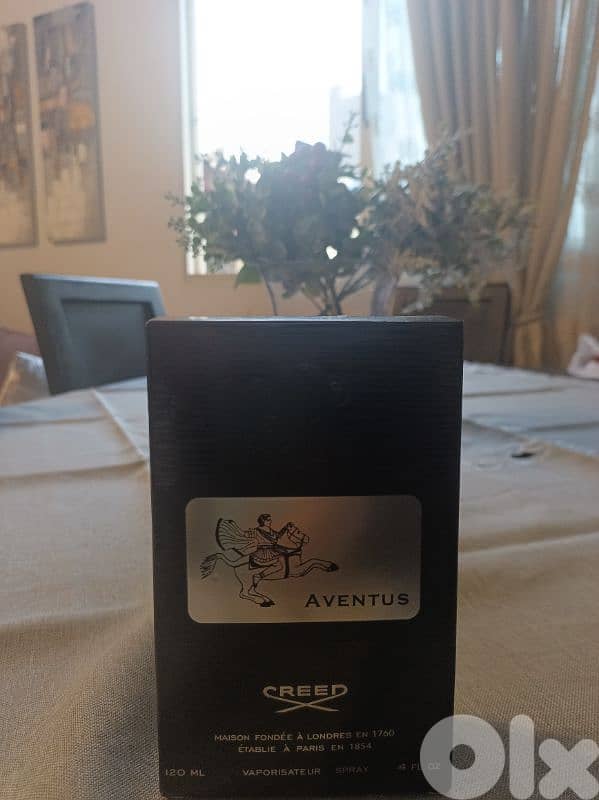 AVENTUS
CREED
MAISON FONDÉE À LONDRES EN 1760
ÉTABLIE À PARIS EN 1854
120 ML VAPORISATEUR SPRAY 4 FL OZ
Olx